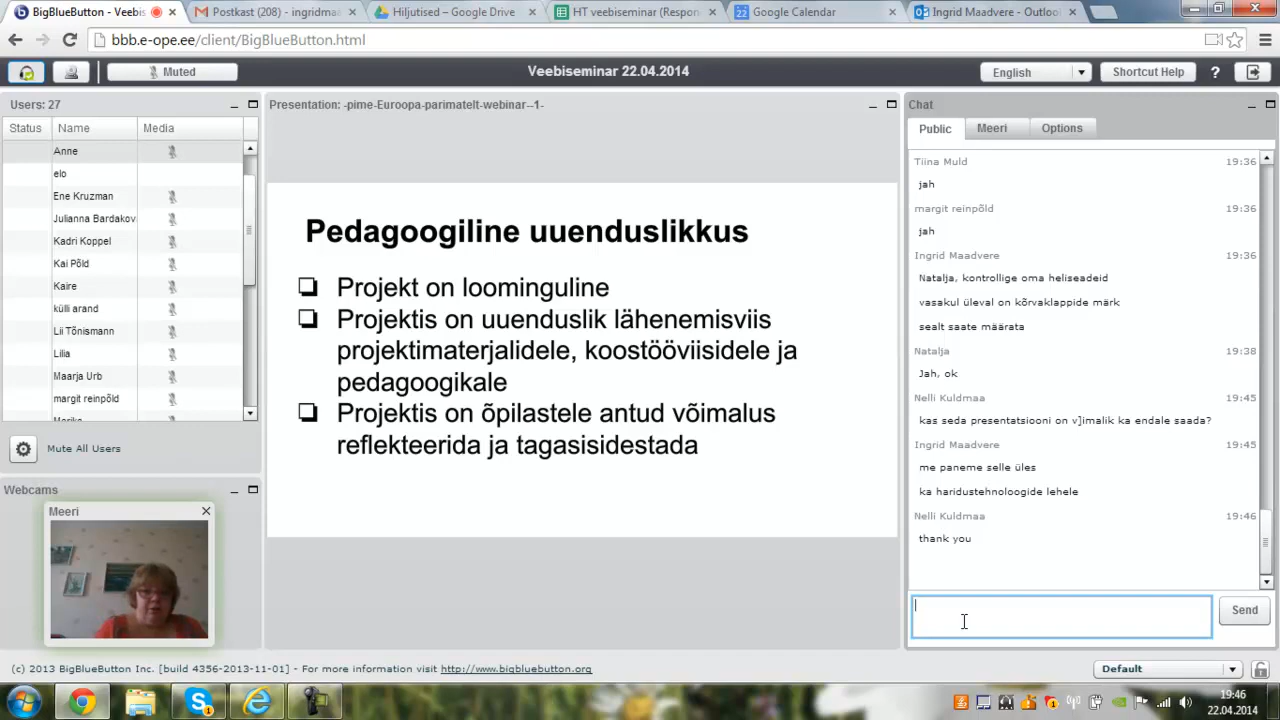 BigBlueButton - Veebis
Postkast (208) - ingridmai
Hiljutised – Google Drive
HT veebiseminar (Respon
Google Calendar
Ingrid Maadvere - Outloo
bbb.e-ope.ee/client/BigBlueButton.html
Muted
Veebiseminar 22.04.2014
English
Shortcut Help
?
Users: 27
Status Name Media
Anne
elo
Ene Kruzman
Julianna Bardakov
Kadri Koppel
Kai Põld
Kaire
külli arand
Lii Tõnismann
Lilia
Maarja Urb
margit reinpõld
Marika
Mute All Users
Webcams
Meeri
Presentation: -pime-Euroopa-parimatelt-webinar--1-
Pedagoogiline uuenduslikkus
Projekt on loominguline
Projektis on uuenduslik lähenemisviis
projektimaterjalidele, koostööviisidele ja
pedagoogikale
Projektis on õpilastele antud võimalus
reflekteerida ja tagasisidestada
Chat
Public Meeri Options
Tiina Muld 19:36
jah
margit reinpõld 19:36
jah
Ingrid Maadvere 19:36
Natalja, kontrollige oma heliseadeid
vasakul üleval on kõrvaklappide märk
sealt saate määrata
Natalja 19:38
Jah, ok
Nelli Kuldmaa 19:45
kas seda presentatsiooni on v]imalik ka endale saada?
Ingrid Maadvere 19:45
me paneme selle üles
ka haridustehnoloogide lehele
Nelli Kuldmaa 19:46
thank you
Send
(c) 2013 BigBlueButton Inc. [build 4356-2013-11-01] - For more information visit http://www.bigbluebutton.org
Default
19:46
22.04.2014